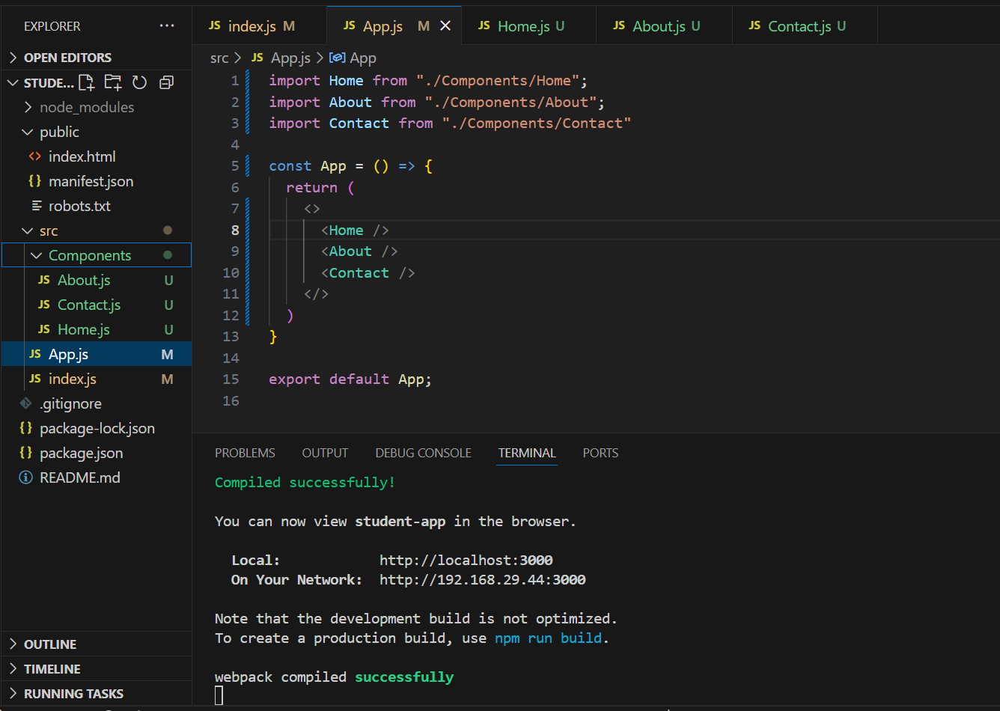 EXPLORER ...
OPEN EDITORS
STUDE...
node_modules
public
<> index.html
{} manifest.json
robots.txt
src
Components
JS About.js U
JS Contact.js U
JS Home.js U
JS App.js M
JS index.js M
.gitignore
{} package-lock.json
{} package.json
README.md
OUTLINE
TIMELINE
RUNNING TASKS
JS index.js M
JS App.js M
JS Home.js U
JS About.js U
JS Contact.js U
src > JS App.js > App
1 import Home from "./Components/Home";
2 import About from "./Components/About";
3 import Contact from "./Components/Contact"
4
5 const App = () => {
6 return (
7 <>
8 <Home />
9 <About />
10 <Contact />
11 </>
12 )
13 }
14
15 export default App;
16
PROBLEMS OUTPUT DEBUG CONSOLE TERMINAL PORTS
Compiled successfully!
You can now view student-app in the browser.
Local: http://localhost:3000
On Your Network: http://192.168.29.44:3000
Note that the development build is not optimized.
To create a production build, use npm run build.
webpack compiled successfully